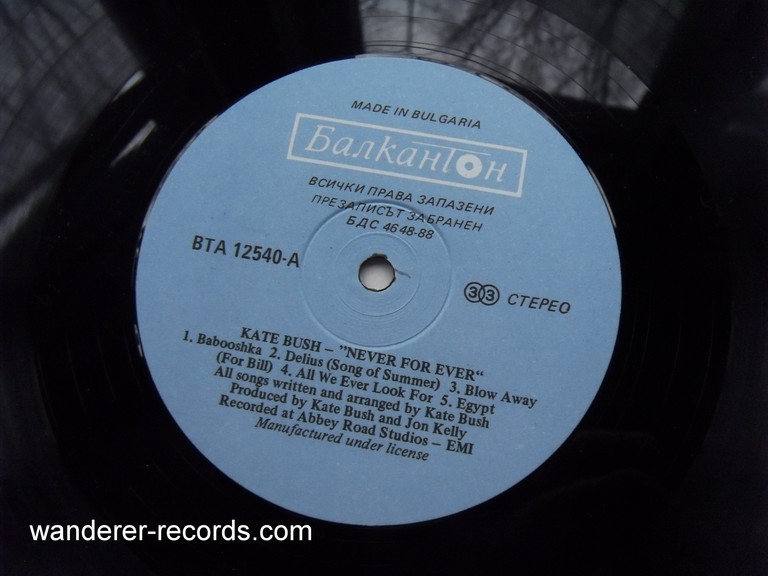 MADE IN BULGARIA
Балкантон
ВСИЧКИ ПРАВА ЗАПАЗЕНИ
ПРЕЗАПИСЪТ ЗАБРАНЕН
БДС 4648-88
ВТА 12540-А
33 СТЕРЕО
KATE BUSH – ”NEVER FOR EVER“
1. Babooshka 2. Delius (Song of Summer) 3. Blow Away
(For Bill) 4. All We Ever Look For 5. Egypt
All songs written and arranged by Kate Bush
Produced by Kate Bush and Jon Kelly
Recorded at Abbey Road Studios – EMI
Manufactured under license
wanderer-records.com